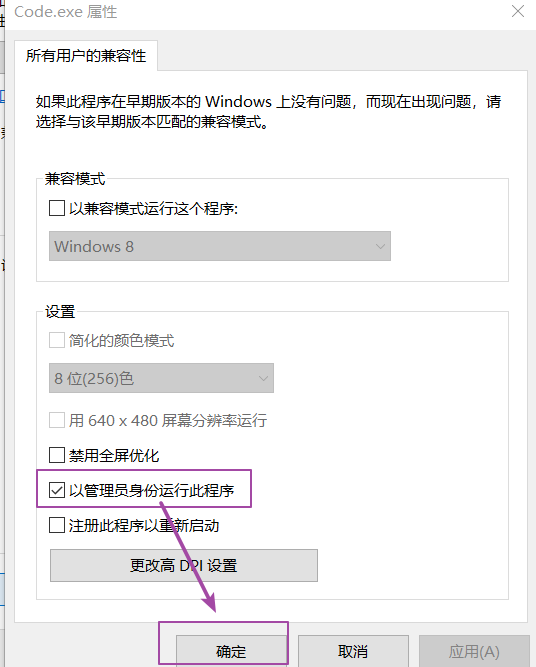 Code.exe 属性
所有用户的兼容性
如果此程序在早期版本的 Windows 上没有问题，而现在出现问题，请
选择与该早期版本匹配的兼容模式。
兼容模式
以兼容模式运行这个程序:
Windows 8
设置
简化的颜色模式
8 位(256)色
用 640 x 480 屏幕分辨率运行
禁用全屏优化
以管理员身份运行此程序
注册此程序以重新启动
更改高 DPI 设置
确定
取消
应用(A)